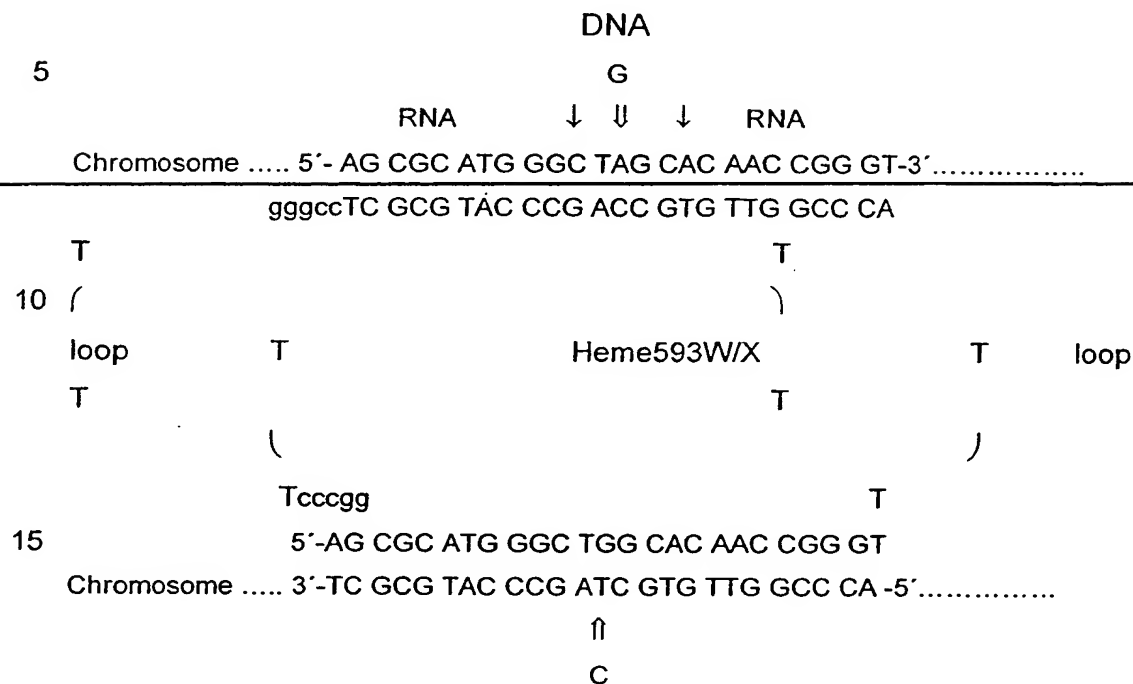 DNA
5 G
RNA ↓ ⇓ ↓ RNA
Chromosome ..... 5´- AG CGC ATG GGC TAG CAC AAC CGG GT-3´.................
gggccTC GCG TAC CCG ACC GTG TTG GCC CA
T T
10 ( )
loop T Heme593W/X T loop
T T
( )
Tcccgg T
15 5´-AG CGC ATG GGC TGG CAC AAC CGG GT
Chromosome ..... 3´-TC GCG TAC CCG ATC GTG TTG GCC CA -5´...............
⇑
C